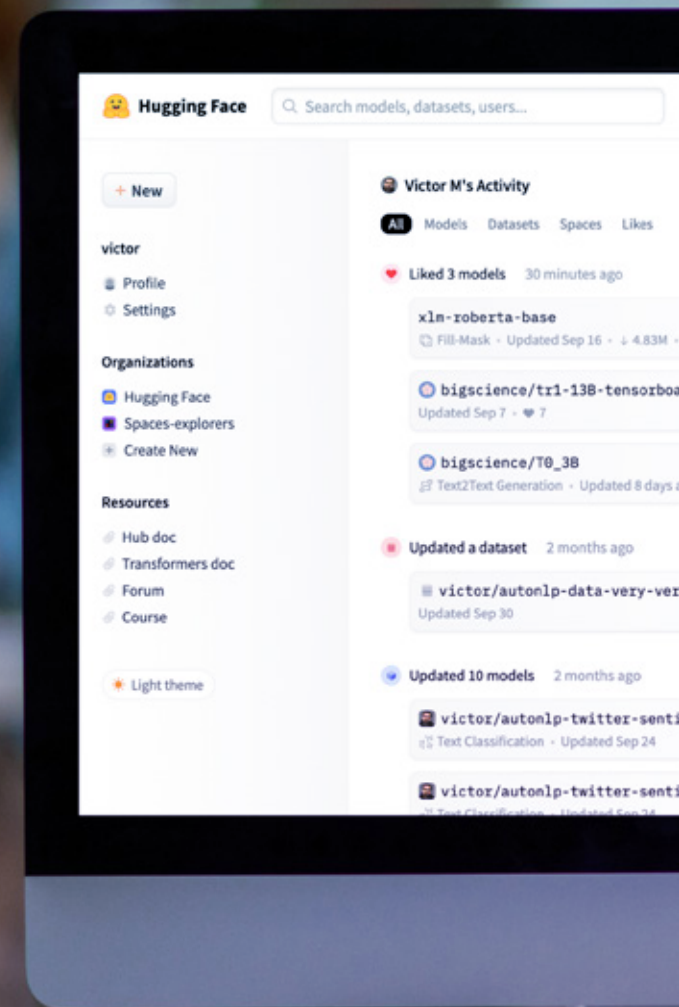 Hugging Face
Search models, datasets, users...
+ New
victor
Profile
Settings
Organizations
Hugging Face
Spaces-explorers
Create New
Resources
Hub doc
Transformers doc
Forum
Course
Light theme
Victor M's Activity
All Models Datasets Spaces Likes
Liked 3 models 30 minutes ago
xlm-roberta-base
Fill-Mask • Updated Sep 16 • ↓ 4.83M •
bigscience/tr1-13B-tensorboa
Updated Sep 7 • ♥ 7
bigscience/T0_3B
Text2Text Generation • Updated 8 days a
Updated a dataset 2 months ago
victor/autonlp-data-very-ver
Updated Sep 30
Updated 10 models 2 months ago
victor/autonlp-twitter-senti
Text Classification • Updated Sep 24
victor/autonlp-twitter-senti
Text Classification • Updated Sep 24